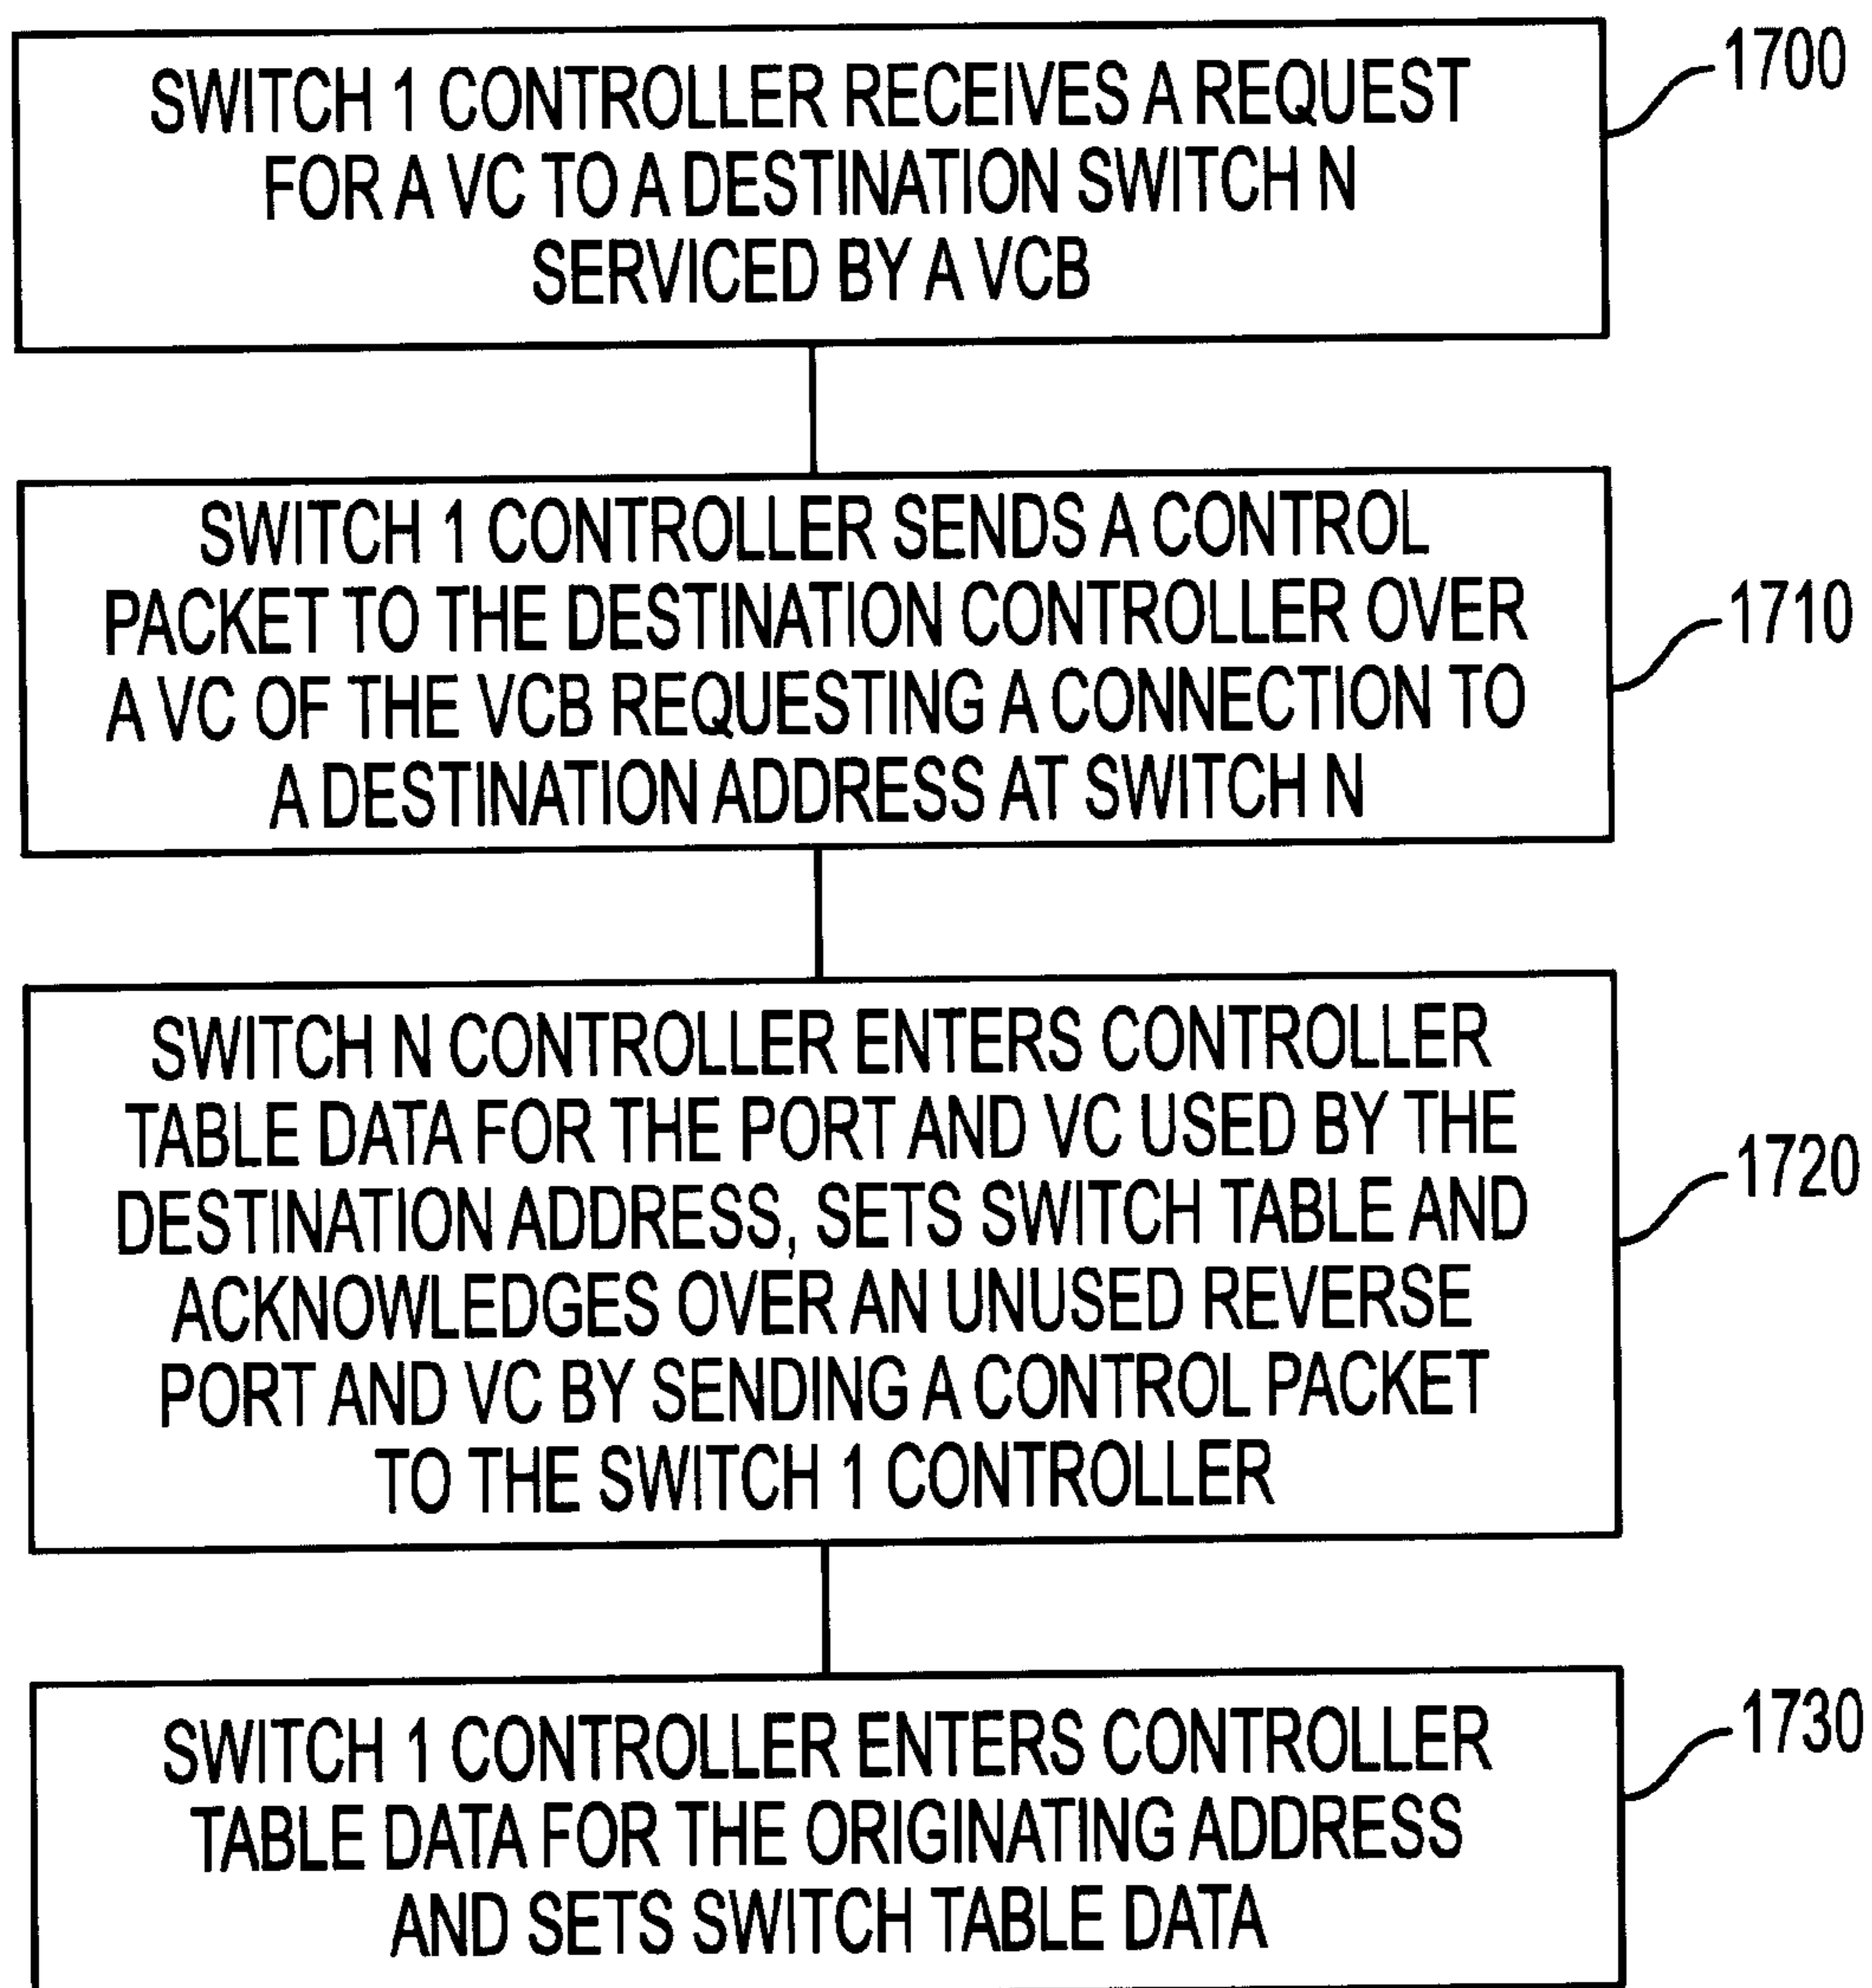 SWITCH 1 CONTROLLER RECEIVES A REQUEST
FOR A VC TO A DESTINATION SWITCH N
SERVICED BY A VCB
1700
SWITCH 1 CONTROLLER SENDS A CONTROL
PACKET TO THE DESTINATION CONTROLLER OVER
A VC OF THE VCB REQUESTING A CONNECTION TO
A DESTINATION ADDRESS AT SWITCH N
1710
SWITCH N CONTROLLER ENTERS CONTROLLER
TABLE DATA FOR THE PORT AND VC USED BY THE
DESTINATION ADDRESS, SETS SWITCH TABLE AND
ACKNOWLEDGES OVER AN UNUSED REVERSE
PORT AND VC BY SENDING A CONTROL PACKET
TO THE SWITCH 1 CONTROLLER
1720
SWITCH 1 CONTROLLER ENTERS CONTROLLER
TABLE DATA FOR THE ORIGINATING ADDRESS
AND SETS SWITCH TABLE DATA
1730